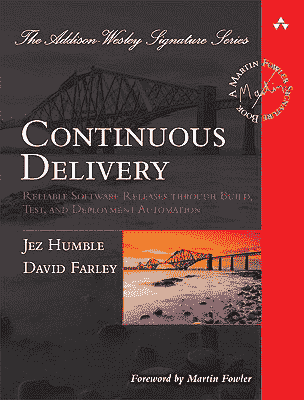 The Addison Wesley Signature Series
A MARTIN FOWLER SIGNATURE BOOK
Martin
CONTINUOUS
DELIVERY
RELIABLE SOFTWARE RELEASES THROUGH BUILD,
TEST, AND DEPLOYMENT AUTOMATION
JEZ HUMBLE
DAVID FARLEY
Foreword by Martin Fowler